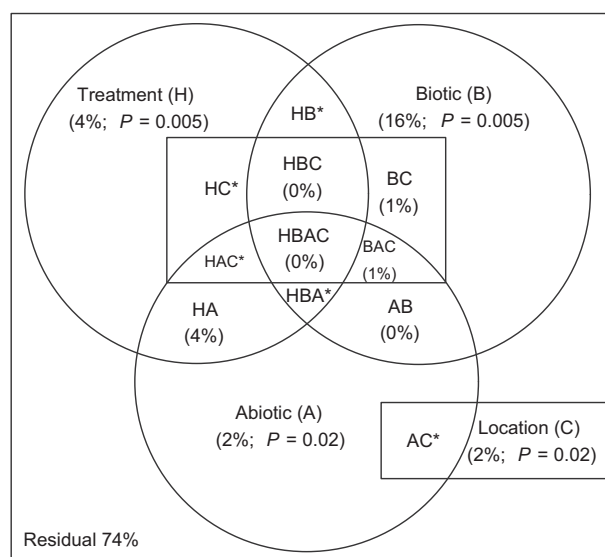 Treatment (H)
(4%; P = 0.005)
HB*
Biotic (B)
(16%; P = 0.005)
HBC
(0%)
HC*
BC
(1%)
HBAC
(0%)
HAC*
BAC
(1%)
HBA*
HA
(4%)
AB
(0%)
Abiotic (A)
(2%; P = 0.02)
AC*
Location (C)
(2%; P = 0.02)
Residual 74%